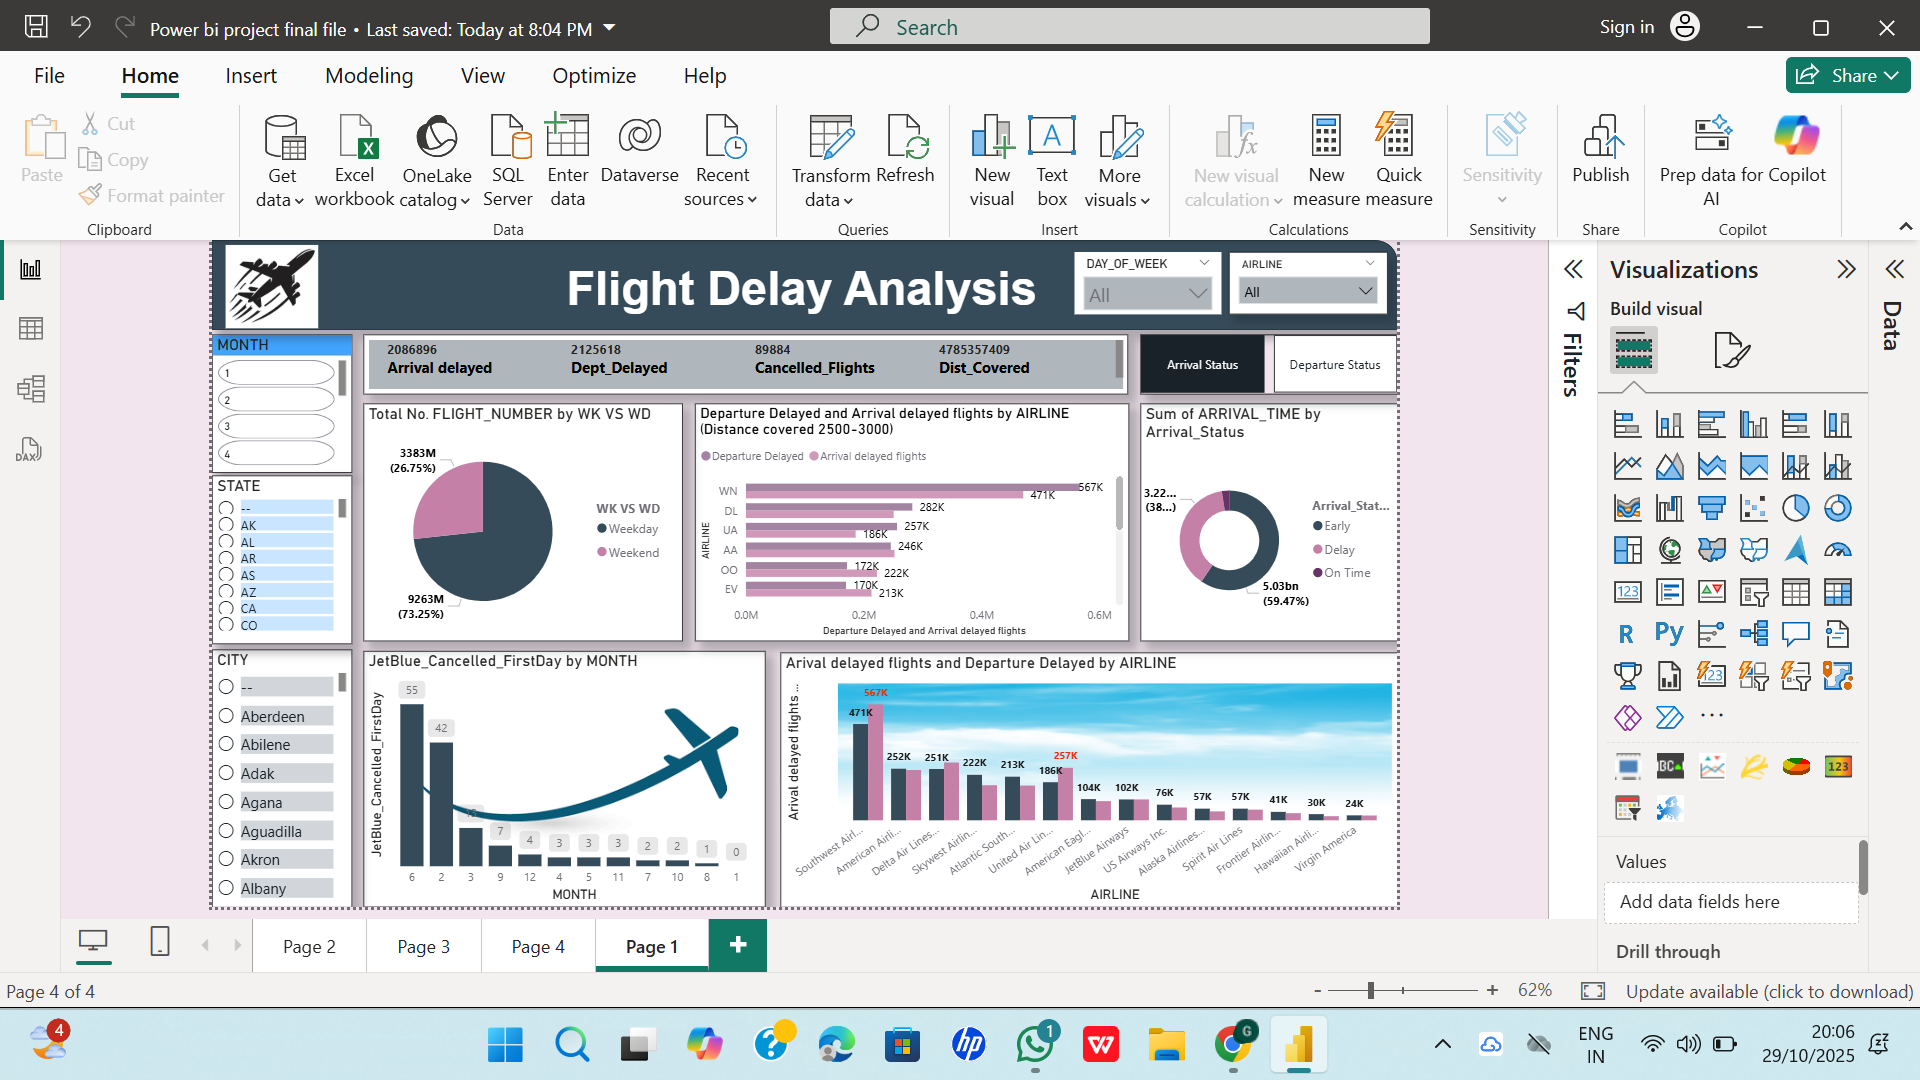 Power bi project final file • Last saved: Today at 8:04 PM
Search
Sign in
File
Home
Insert
Modeling
View
Optimize
Help
Share
Paste
Cut
Copy
Format painter
Clipboard
Get data
Excel workbook
OneLake catalog
SQL Server
Enter data
Dataverse
Recent sources
Data
Transform data
Refresh
Queries
New visual
Text box
More visuals
Insert
New visual calculation
New measure
Quick measure
Calculations
Sensitivity
Sensitivity
Publish
Share
Prep data for AI
Copilot
Copilot
Flight Delay Analysis
DAY_OF_WEEK
All
AIRLINE
All
MONTH
1
2
3
4
2086896
Arrival delayed
2125618
Dept_Delayed
89884
Cancelled_Flights
4785357409
Dist_Covered
Arrival Status
Departure Status
STATE
--
AK
AL
AR
AS
AZ
CA
CO
Total No. FLIGHT_NUMBER by WK VS WD
3383M
(26.75%)
9263M
(73.25%)
WK VS WD
Weekday
Weekend
Departure Delayed and Arrival delayed flights by AIRLINE
(Distance covered 2500-3000)
Departure Delayed
Arrival delayed flights
AIRLINE
WN
567K
471K
DL
282K
UA
257K
186K
AA
246K
OO
172K
222K
EV
170K
213K
0.0M
0.2M
0.4M
0.6M
Departure Delayed and Arrival delayed flights
Sum of ARRIVAL_TIME by
Arrival_Status
3.22...
(38...)
5.03bn
(59.47%)
Arrival_Stat...
Early
Delay
On Time
CITY
--
Aberdeen
Abilene
Adak
Agana
Aguadilla
Akron
Albany
JetBlue_Cancelled_FirstDay by MONTH
JetBlue_Cancelled_FirstDay
55
42
7
4
3
3
3
2
2
1
0
6
2
3
9
12
4
5
11
7
10
8
1
MONTH
Arival delayed flights and Departure Delayed by AIRLINE
Arival delayed flights ...
471K
567K
252K
251K
222K
213K
186K
257K
104K
102K
76K
57K
57K
41K
30K
24K
Southwest Airl...
American Airli...
Delta Air Lines...
Skywest Airlin...
Atlantic South...
United Air Lin...
American Eagl...
JetBlue Airways
US Airways Inc.
Alaska Airlines...
Spirit Air Lines
Frontier Airlin...
Hawaiian Airli...
Virgin America
AIRLINE
Filters
Visualizations
Build visual
123
R
Py
123
123
Values
Add data fields here
Drill through
Data
DAX
Page 2
Page 3
Page 4
Page 1
Page 4 of 4
62%
Update available (click to download)
4
hp
1
G
ENG
IN
20:06
29/10/2025